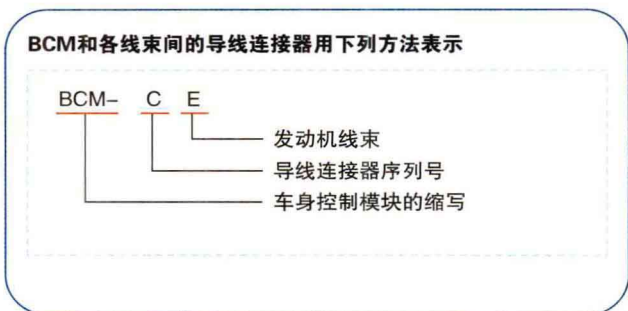 BCM和各线束间的导线连接器用下列方法表示
BCM– C E
发动机线束
导线连接器序列号
车身控制模块的缩写